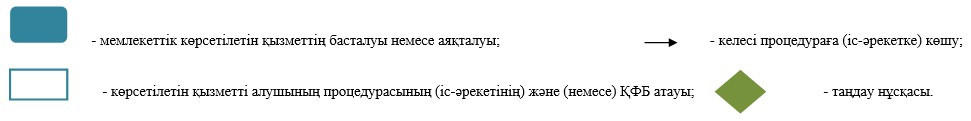 - мемлекеттік көрсетілетін қызметтің басталуы немесе аяқталуы; - келесі процедураға (іс-әрекетке) көшу;
- көрсетілетін қызметті алушының процедурасының (іс-әрекетінің) және (немесе) ҚФБ атауы; - таңдау нұсқасы.